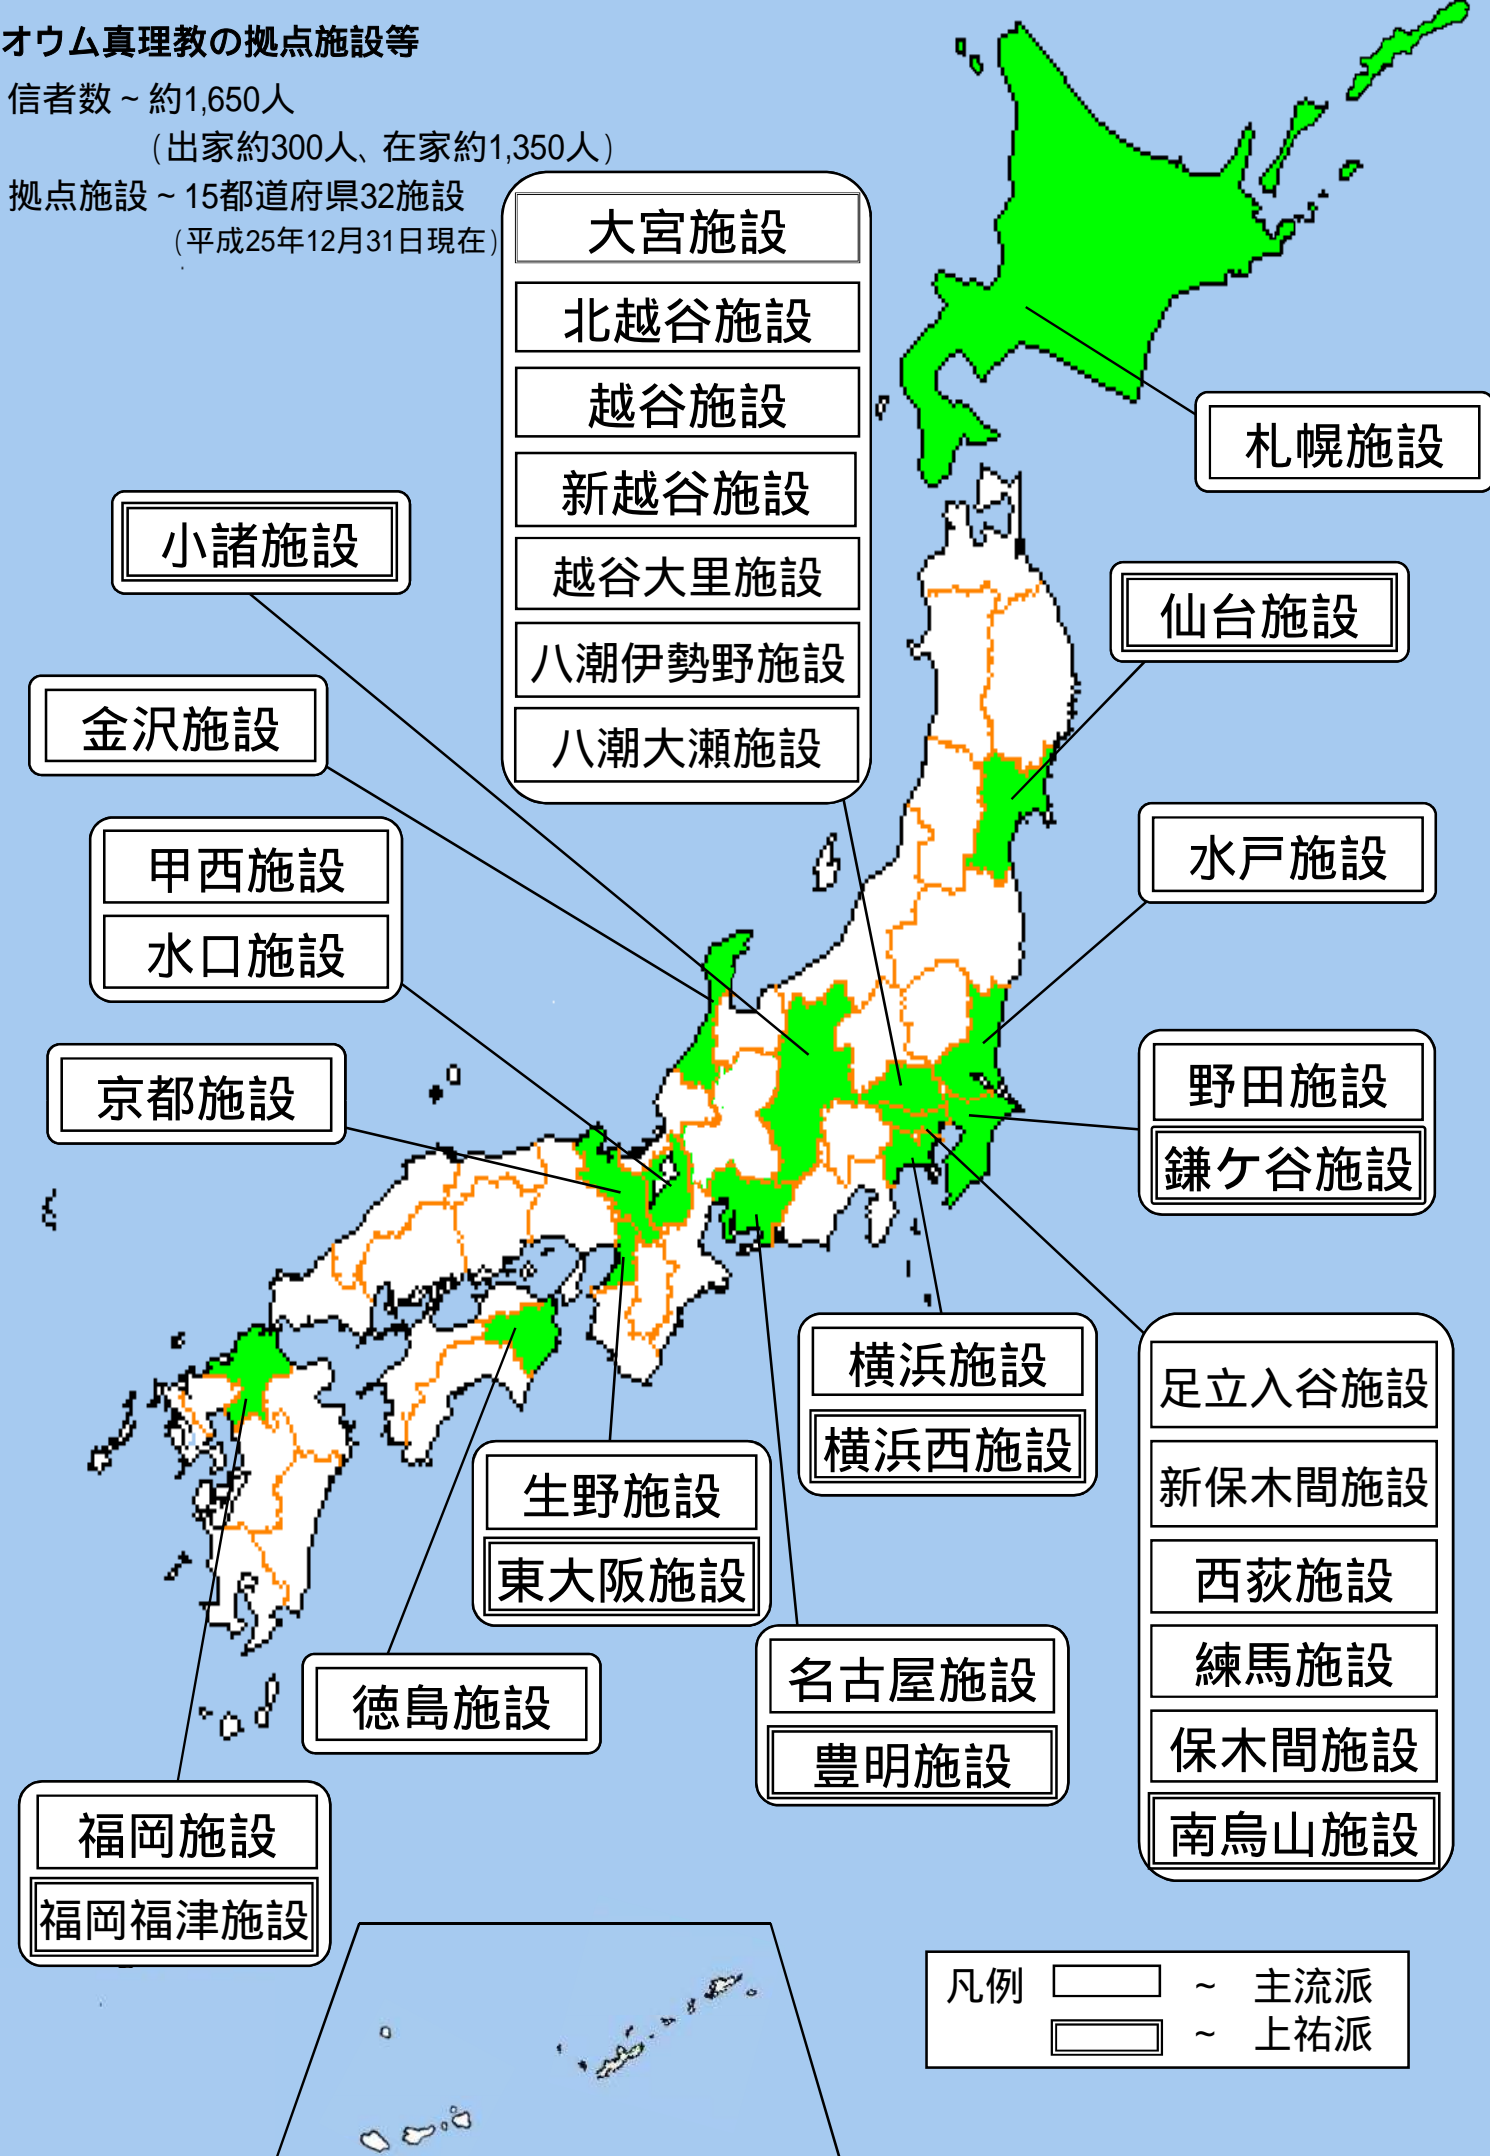 オウム真理教の拠点施設等
信者数 ~ 約1,650人
（出家約300人、在家約1,350人）
拠点施設 ~ 15都道府県32施設
（平成25年12月31日現在）
大宮施設
北越谷施設
越谷施設
新越谷施設
越谷大里施設
八潮伊勢野施設
八潮大瀬施設
札幌施設
小諸施設
仙台施設
金沢施設
水戸施設
甲西施設
水口施設
京都施設
野田施設
鎌ケ谷施設
横浜施設
横浜西施設
足立入谷施設
新保木間施設
西荻施設
練馬施設
保木間施設
南烏山施設
生野施設
東大阪施設
名古屋施設
豊明施設
徳島施設
福岡施設
福岡福津施設
凡例 ~ 主流派
~ 上祐派